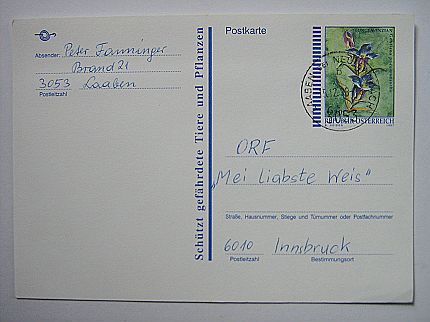 Postkarte
Absender: Peter Fanninger
Brand 21
3053 Laaben
Postleitzahl
Schützt gefährdete Tiere und Pflanzen
REPUBLIK ÖSTERREICH
ORF
„Mei liabste Weis"
Straße, Hausnummer, Stiege und Türnummer oder Postfachnummer
6010 Innsbruck
Postleitzahl Bestimmungsort